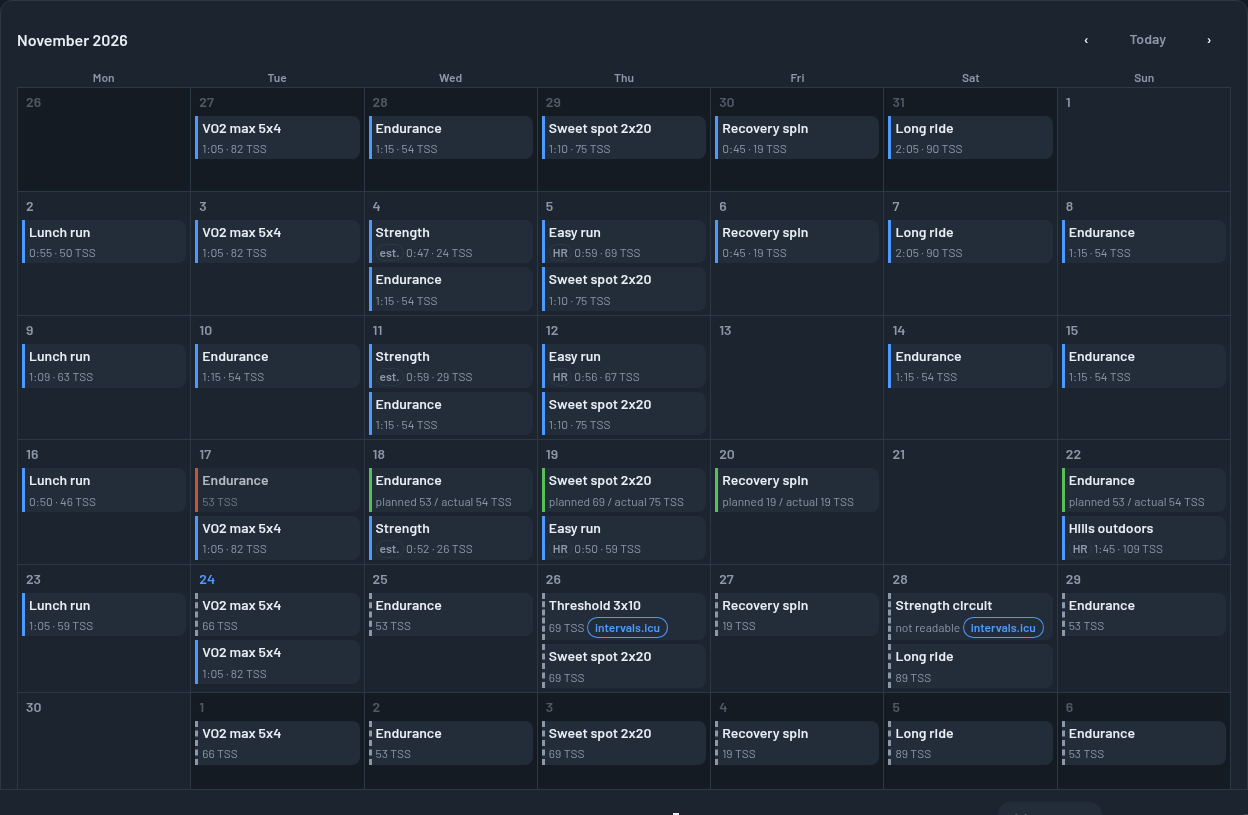 November 2026
‹ Today ›
Mon Tue Wed Thu Fri Sat Sun
26 27 28 29 30 31 1
VO2 max 5x4 Endurance Sweet spot 2x20 Recovery spin Long ride
1:05 · 82 TSS 1:15 · 54 TSS 1:10 · 75 TSS 0:45 · 19 TSS 2:05 · 90 TSS
2 3 4 5 6 7 8
Lunch run VO2 max 5x4 Strength Easy run Recovery spin Long ride Endurance
0:55 · 50 TSS 1:05 · 82 TSS est. 0:47 · 24 TSS HR 0:59 · 69 TSS 0:45 · 19 TSS 2:05 · 90 TSS 1:15 · 54 TSS
Endurance Sweet spot 2x20
1:15 · 54 TSS 1:10 · 75 TSS
9 10 11 12 13 14 15
Lunch run Endurance Strength Easy run Endurance Endurance
1:09 · 63 TSS 1:15 · 54 TSS est. 0:59 · 29 TSS HR 0:56 · 67 TSS 1:15 · 54 TSS 1:15 · 54 TSS
Endurance Sweet spot 2x20
1:15 · 54 TSS 1:10 · 75 TSS
16 17 18 19 20 21 22
Lunch run Endurance Endurance Sweet spot 2x20 Recovery spin Endurance
0:50 · 46 TSS 53 TSS planned 53 / actual 54 TSS planned 69 / actual 75 TSS planned 19 / actual 19 TSS planned 53 / actual 54 TSS
VO2 max 5x4 Strength Easy run Hills outdoors
1:05 · 82 TSS est. 0:52 · 26 TSS HR 0:50 · 59 TSS HR 1:45 · 109 TSS
23 24 25 26 27 28 29
Lunch run VO2 max 5x4 Endurance Threshold 3x10 Recovery spin Strength circuit Endurance
1:05 · 59 TSS 66 TSS 53 TSS 69 TSS intervals.icu 19 TSS not readable intervals.icu 53 TSS
VO2 max 5x4 Sweet spot 2x20 Long ride
1:05 · 82 TSS 69 TSS 89 TSS
30 1 2 3 4 5 6
VO2 max 5x4 Endurance Sweet spot 2x20 Recovery spin Long ride Endurance
66 TSS 53 TSS 69 TSS 19 TSS 89 TSS 53 TSS